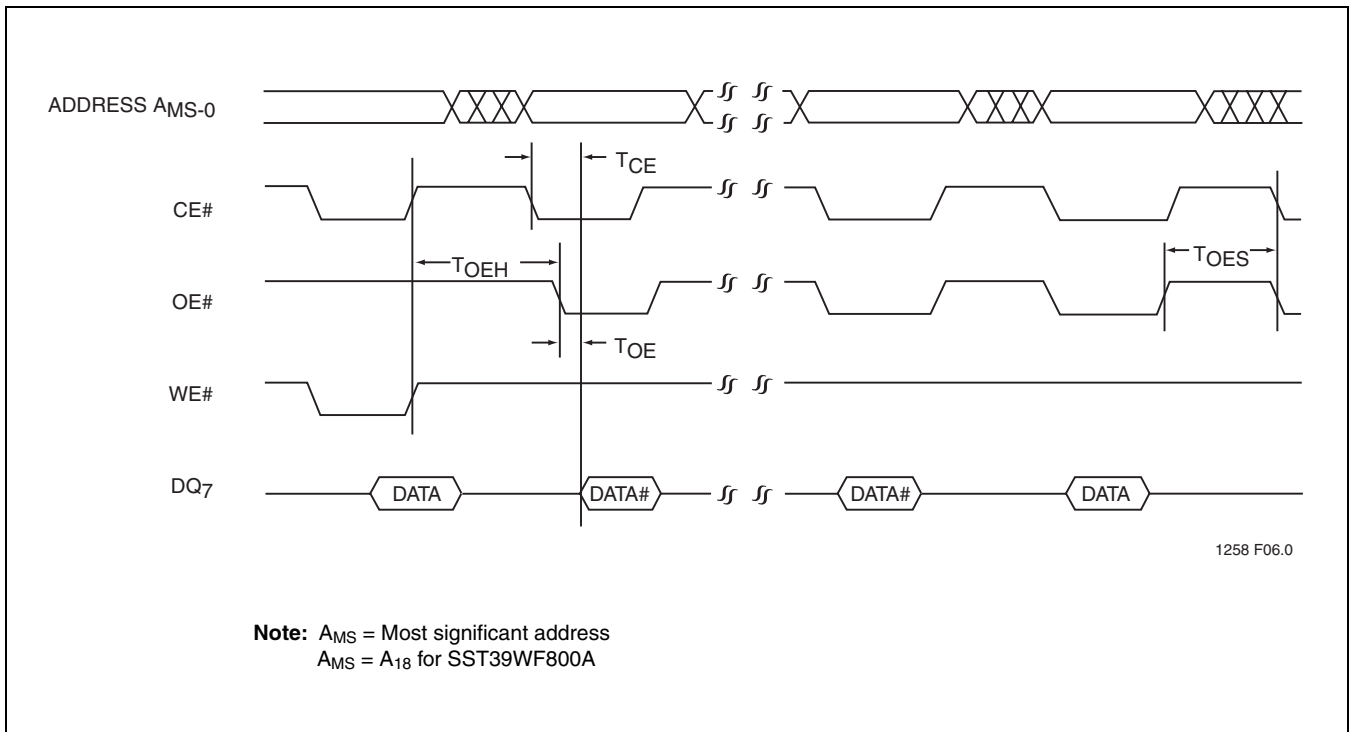 ADDRESS AMS-0
TCE
CE#
TOEH
TOES
OE#
TOE
WE#
DQ7
DATA
DATA#
DATA#
DATA
1258 F06.0
Note: AMS = Most significant address
AMS = A18 for SST39WF800A